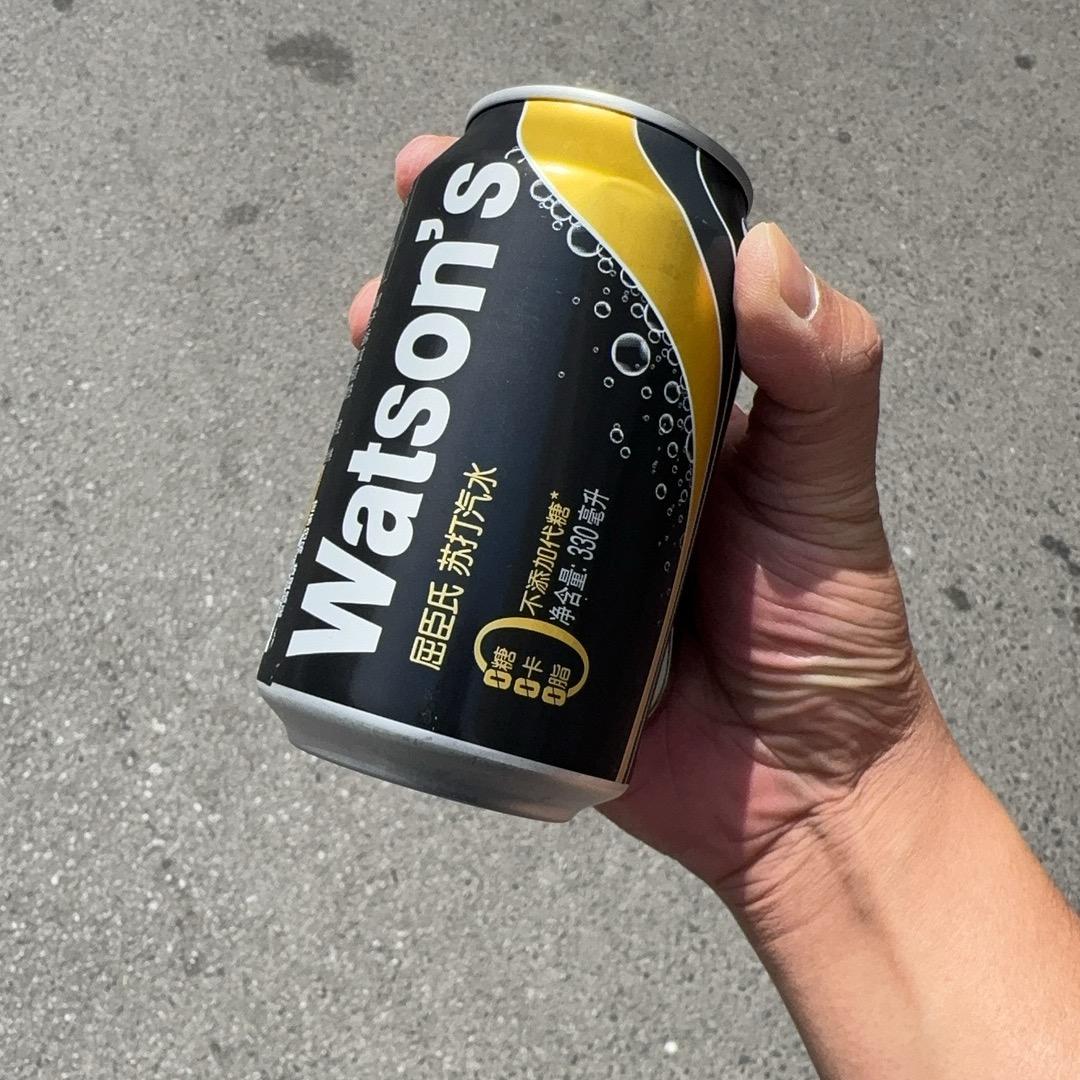 Watson's
屈臣氏 苏打汽水
0糖
0卡
0脂
不添加代糖*
净含量: 330毫升